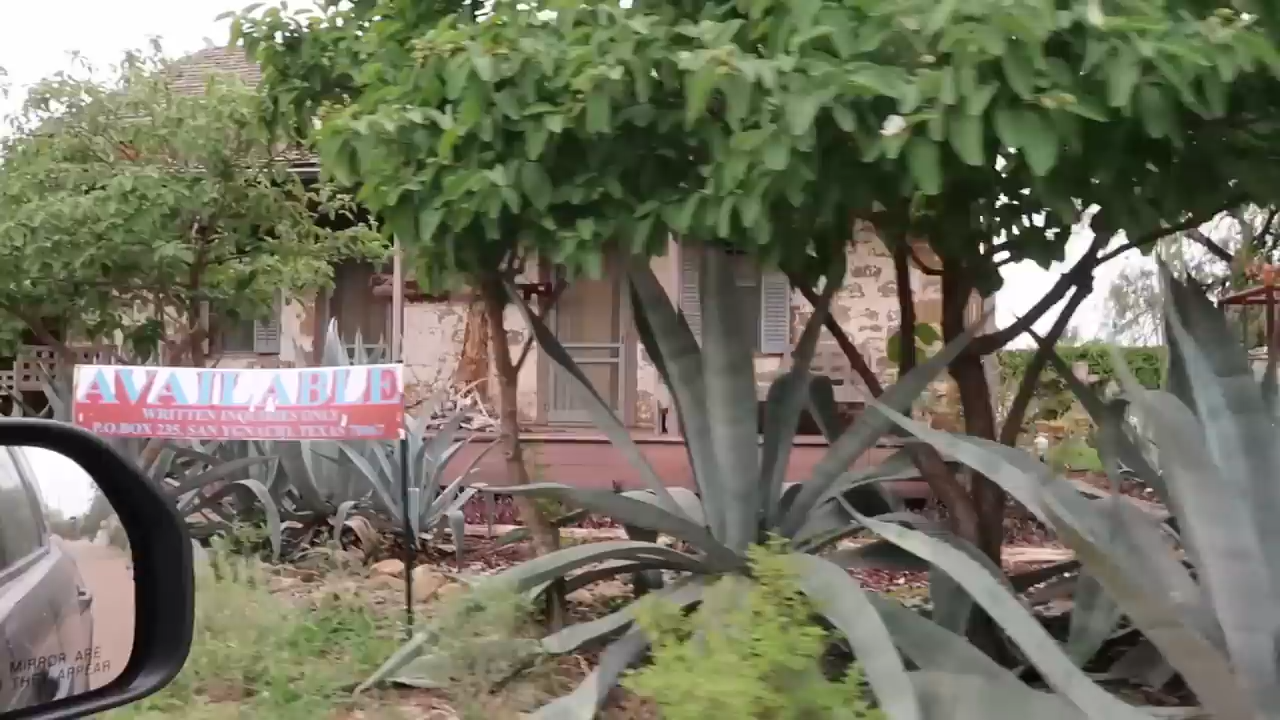 AVAILABLE
WRITTEN INQUIRIES ONLY
P.O. BOX 235, SAN YGNACIO, TEXAS
MIRROR ARE
THEY APPEAR